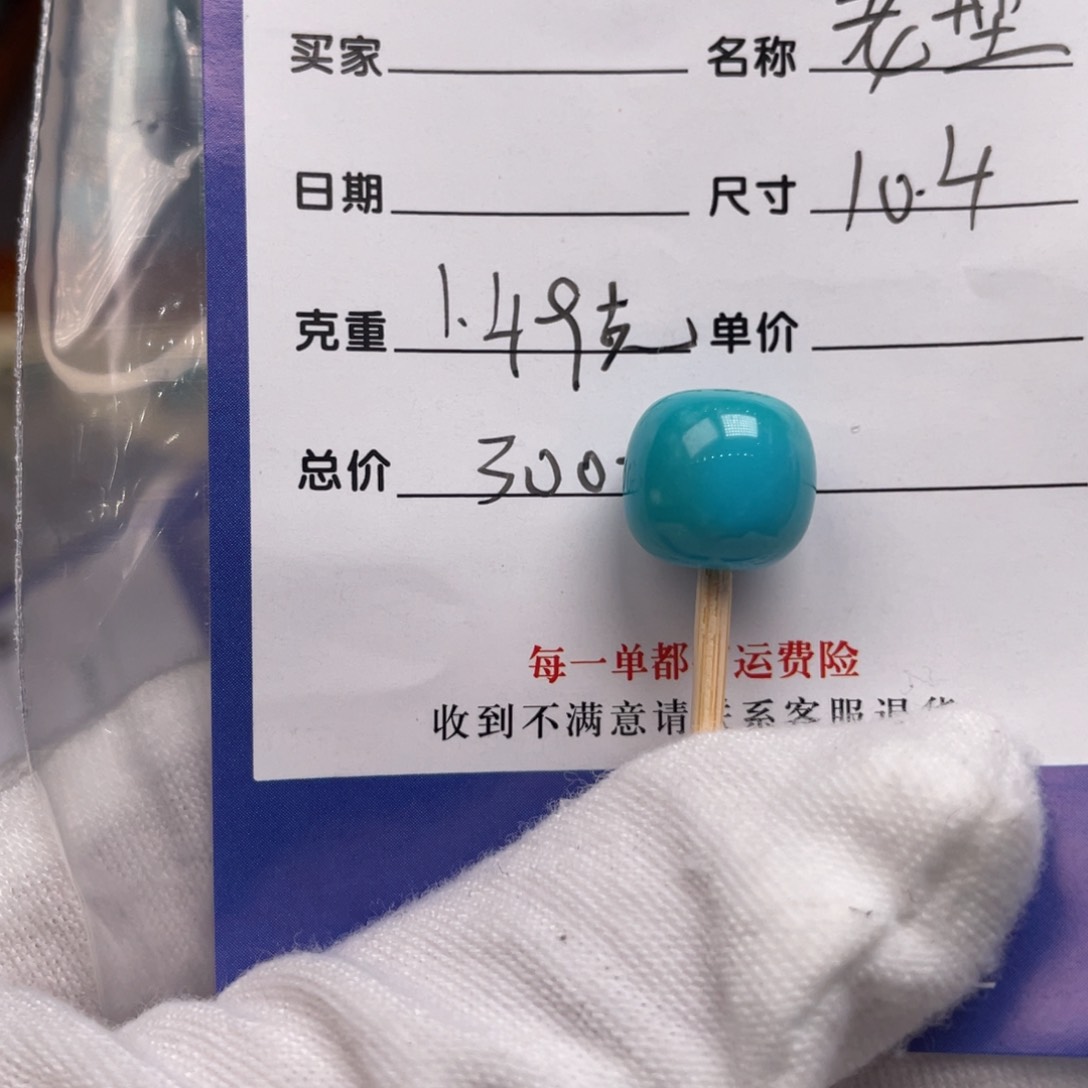 买家 名称 老型
日期 尺寸 10.4
克重 1.49克 单价
总价 300
每一单都 运费险
收到不满意请 系客服退货